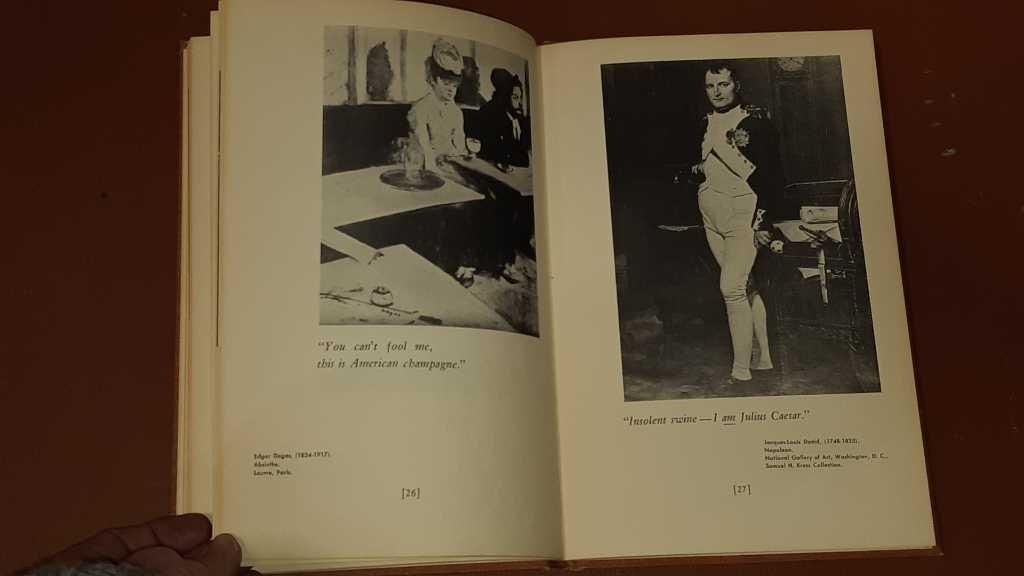 "You can't fool me,
this is American champagne."
Edgar Degas, (1834-1917).
Absinthe.
Louvre, Paris.
[26]
"Insolent swine — I am Julius Caesar."
Jacques-Louis David, (1748-1825).
Napoleon.
National Gallery of Art, Washington, D. C.,
Samuel H. Kress Collection.
[27]